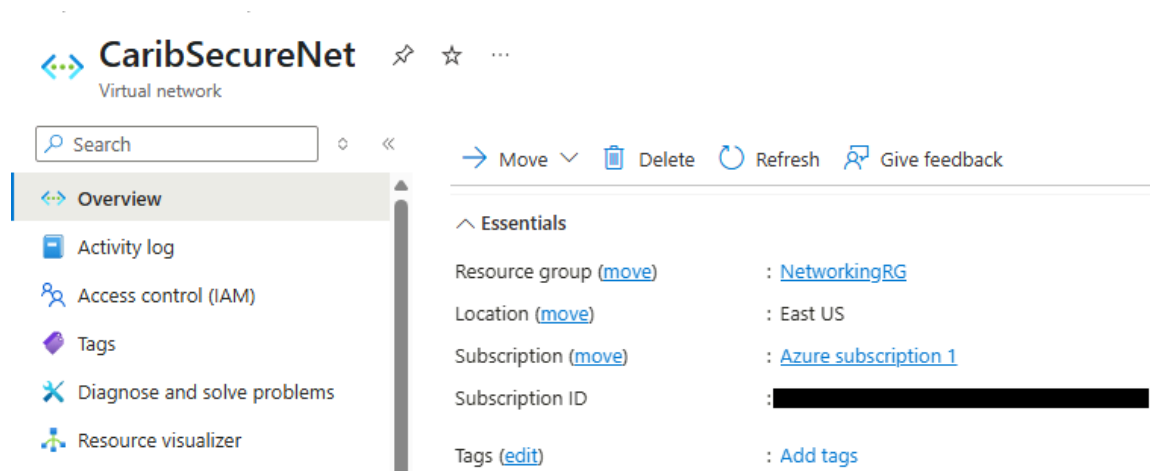 CaribSecureNet
Virtual network
Search
Move Delete Refresh Give feedback
Overview
Essentials
Activity log
Resource group (move) : NetworkingRG
Access control (IAM)
Location (move) : East US
Tags
Subscription (move) : Azure subscription 1
Diagnose and solve problems
Subscription ID :
Resource visualizer
Tags (edit) : Add tags